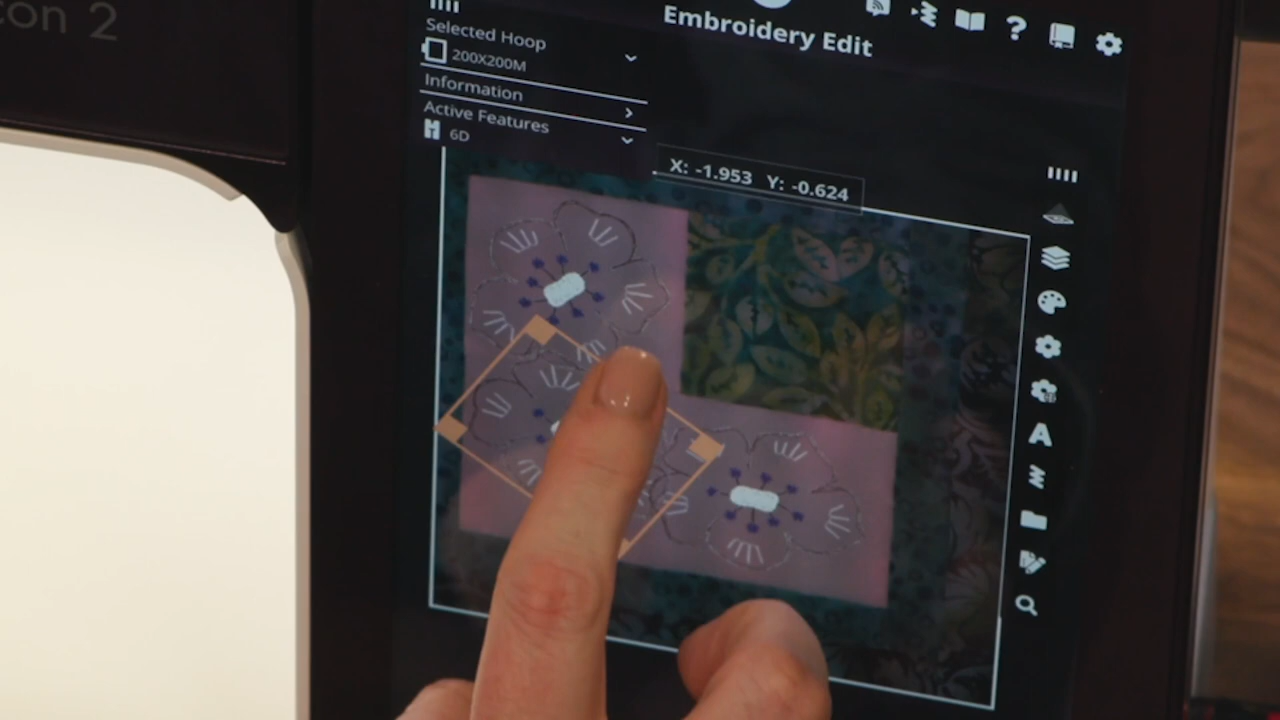 con 2
Embroidery Edit
Selected Hoop
200X200M
Information
Active Features
6D
X: -1.953 Y: -0.624
A